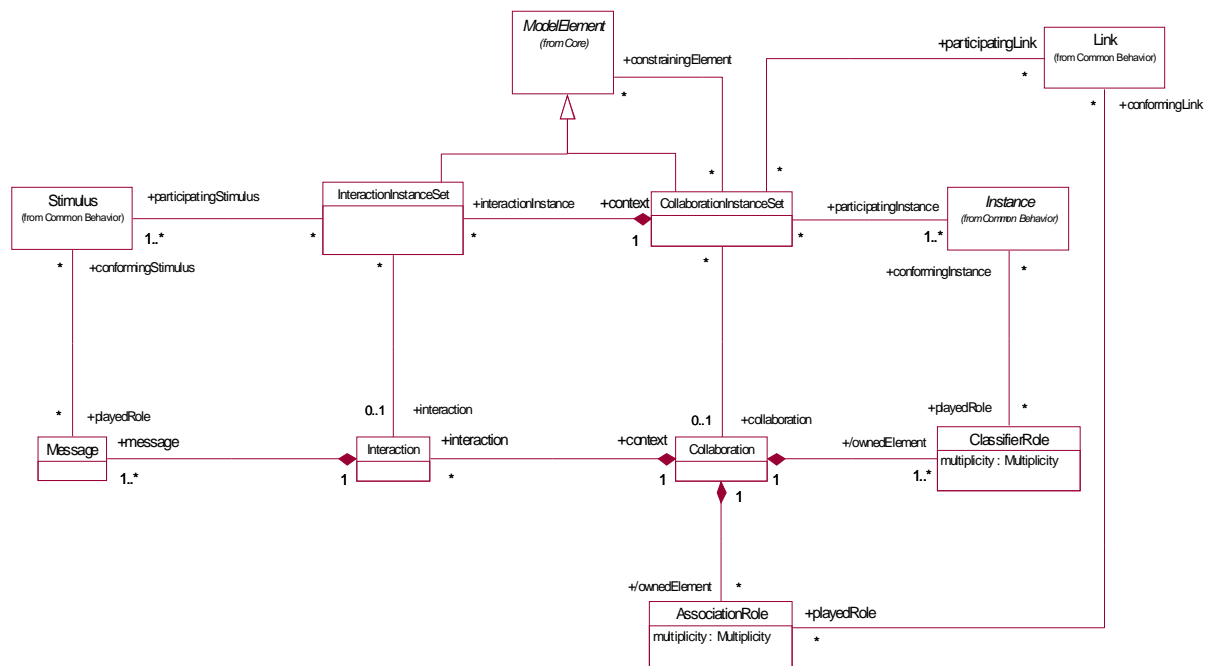 ModelElement
(from Core)
+constrainingElement
*
+participatingLink
*
Link
(from Common Behavior)
*
+conformingLink
*
*
Stimulus
(from Common Behavior)
+participatingStimulus
1..*
*
InteractionInstanceSet
+interactionInstance
*
+context
1
CollaborationInstanceSet
+participatingInstance
*
1..*
Instance
(from Common Behavior)
*
+conformingStimulus
*
*
+conformingInstance
*
*
+playedRole
0..1
+interaction
0..1
+collaboration
+playedRole
*
Message
+message
1..*
1
Interaction
+interaction
*
+context
1
Collaboration
1
1
+/ownedElement
1..*
ClassifierRole
multiplicity : Multiplicity
+/ownedElement
*
AssociationRole
multiplicity : Multiplicity
+playedRole
*